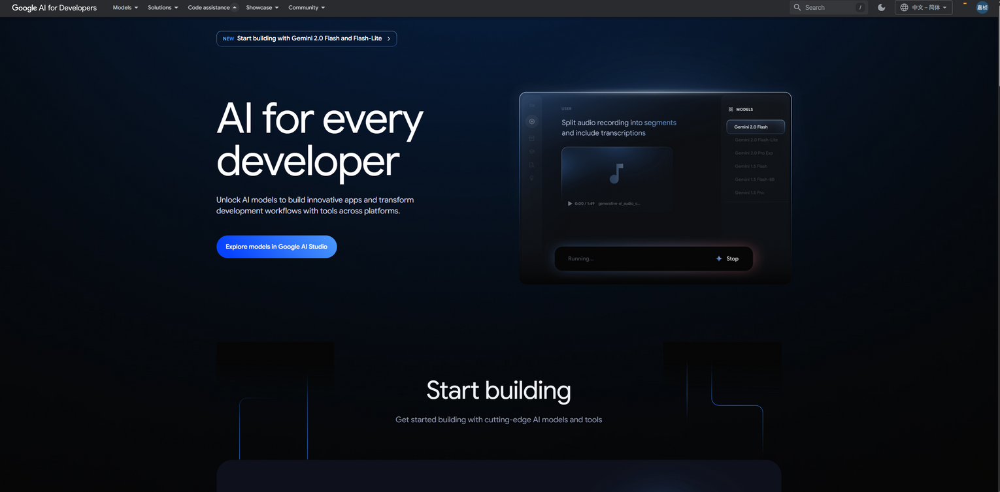 Google AI for Developers
Models
Solutions
Code assistance
Showcase
Community
Search
/
中文 – 简体
嘉桢
NEW Start building with Gemini 2.0 Flash and Flash-Lite
AI for every
developer
Unlock AI models to build innovative apps and transform
development workflows with tools across platforms.
Explore models in Google AI Studio
USER
Split audio recording into segments
and include transcriptions
0:00 / 1:49 generative-ai_audio_c...
MODELS
Gemini 2.0 Flash
Gemini 2.0 Flash-Lite
Gemini 2.0 Pro Exp
Gemini 1.5 Flash
Gemini 1.5 Flash-8B
Gemini 1.5 Pro
Running...
Stop
Start building
Get started building with cutting-edge AI models and tools